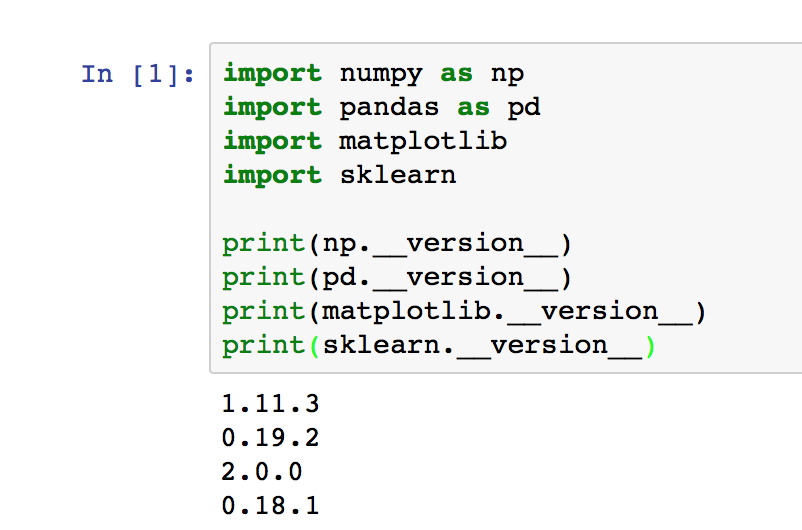 In [1]:
import numpy as np
import pandas as pd
import matplotlib
import sklearn
print(np.__version__)
print(pd.__version__)
print(matplotlib.__version__)
print(sklearn.__version__)
1.11.3
0.19.2
2.0.0
0.18.1